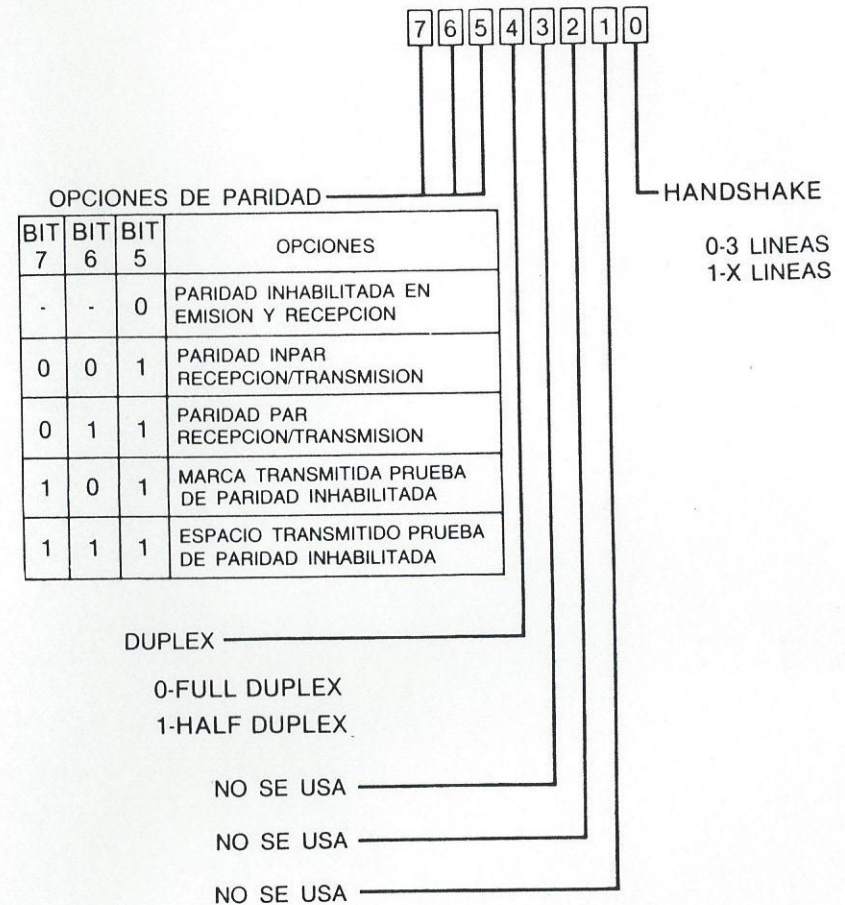 7 6 5 4 3 2 1 0
OPCIONES DE PARIDAD
HANDSHAKE
0-3 LINEAS
1-X LINEAS
BIT 7 BIT 6 BIT 5 OPCIONES
- - 0 PARIDAD INHABILITADA EN
EMISION Y RECEPCION
0 0 1 PARIDAD INPAR
RECEPCION/TRANSMISION
0 1 1 PARIDAD PAR
RECEPCION/TRANSMISION
1 0 1 MARCA TRANSMITIDA PRUEBA
DE PARIDAD INHABILITADA
1 1 1 ESPACIO TRANSMITIDO PRUEBA
DE PARIDAD INHABILITADA
DUPLEX
0-FULL DUPLEX
1-HALF DUPLEX
NO SE USA
NO SE USA
NO SE USA